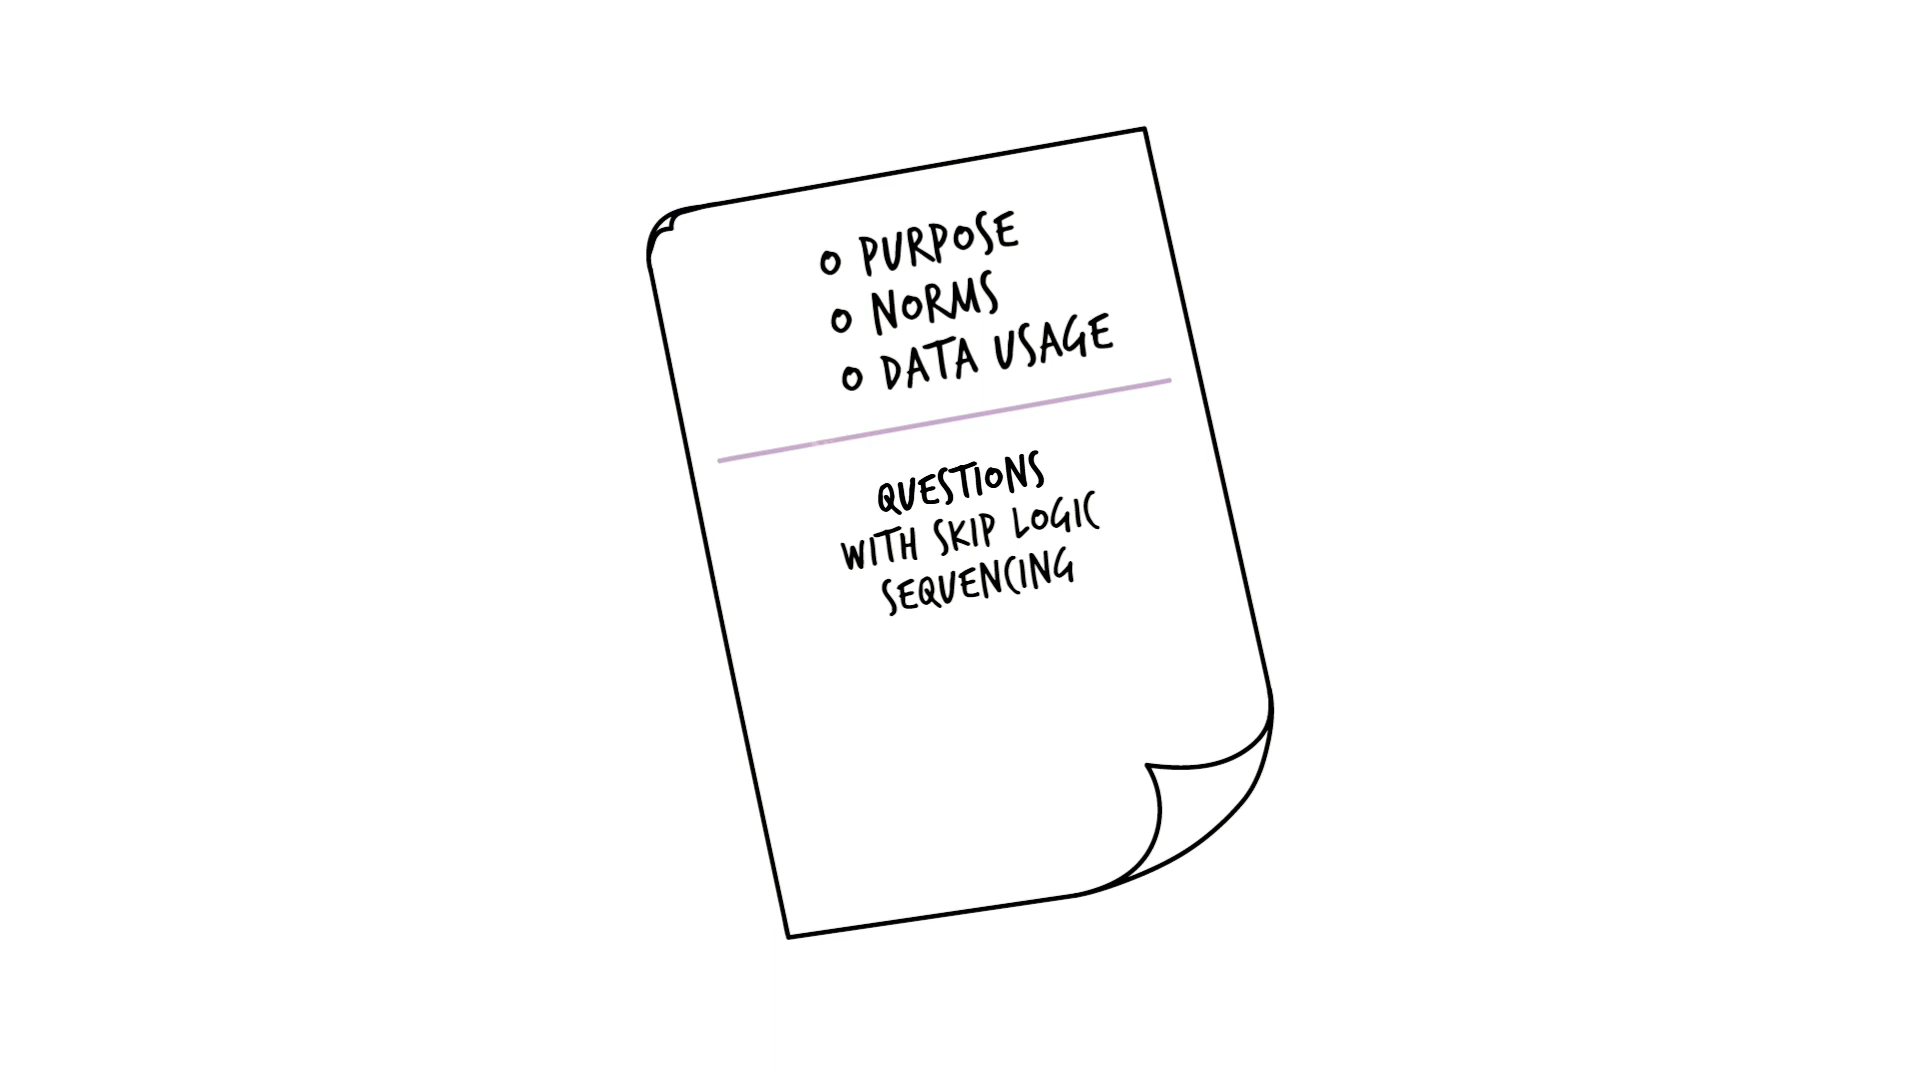 o PURPOSE
o NORMS
o DATA USAGE
QUESTIONS
WITH SKIP LOGIC
SEQUENCING